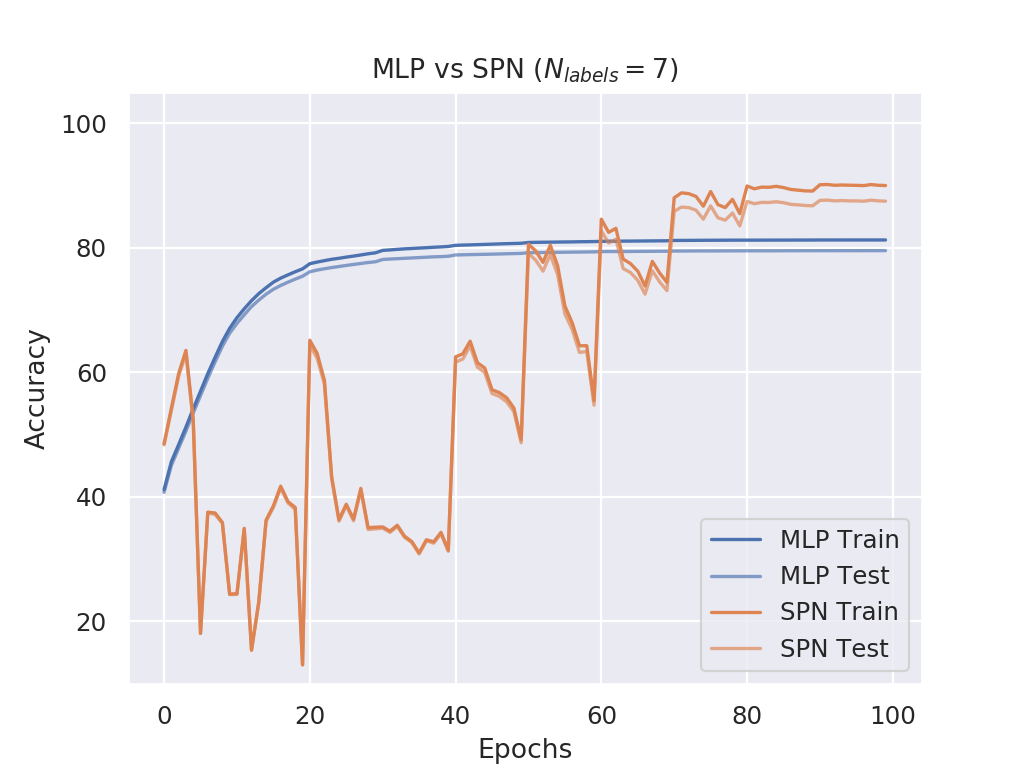 MLP vs SPN (N_labels = 7)
Accuracy
100
80
60
40
20
0 20 40 60 80 100
Epochs
MLP Train
MLP Test
SPN Train
SPN Test